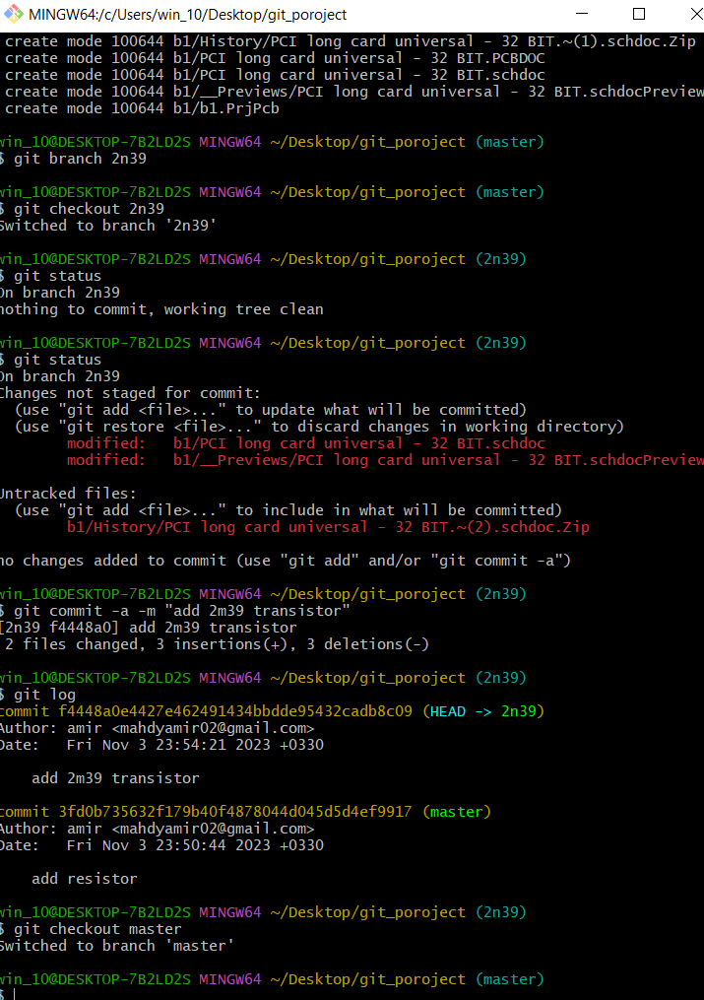 MINGW64:/c/Users/win_10/Desktop/git_poroject
create mode 100644 b1/History/PCI long card universal - 32 BIT.~(1).schdoc.Zip
create mode 100644 b1/PCI long card universal - 32 BIT.PCBDOC
create mode 100644 b1/PCI long card universal - 32 BIT.schdoc
create mode 100644 b1/__Previews/PCI long card universal - 32 BIT.schdocPreview
create mode 100644 b1/b1.PrjPcb
win_10@DESKTOP-7B2LD2S MINGW64 ~/Desktop/git_poroject (master)
$ git branch 2n39
win_10@DESKTOP-7B2LD2S MINGW64 ~/Desktop/git_poroject (master)
$ git checkout 2n39
Switched to branch '2n39'
win_10@DESKTOP-7B2LD2S MINGW64 ~/Desktop/git_poroject (2n39)
$ git status
On branch 2n39
nothing to commit, working tree clean
win_10@DESKTOP-7B2LD2S MINGW64 ~/Desktop/git_poroject (2n39)
$ git status
On branch 2n39
Changes not staged for commit:
(use "git add <file>..." to update what will be committed)
(use "git restore <file>..." to discard changes in working directory)
modified:   b1/PCI long card universal - 32 BIT.schdoc
modified:   b1/__Previews/PCI long card universal - 32 BIT.schdocPreview
Untracked files:
(use "git add <file>..." to include in what will be committed)
b1/History/PCI long card universal - 32 BIT.~(2).schdoc.Zip
no changes added to commit (use "git add" and/or "git commit -a")
win_10@DESKTOP-7B2LD2S MINGW64 ~/Desktop/git_poroject (2n39)
$ git commit -a -m "add 2m39 transistor"
[2n39 f4448a0] add 2m39 transistor
2 files changed, 3 insertions(+), 3 deletions(-)
win_10@DESKTOP-7B2LD2S MINGW64 ~/Desktop/git_poroject (2n39)
$ git log
commit f4448a0e4427e462491434bbdde95432cadb8c09 (HEAD -> 2n39)
Author: amir <mahdyamir02@gmail.com>
Date:   Fri Nov 3 23:54:21 2023 +0330
add 2m39 transistor
commit 3fd0b735632f179b40f4878044d045d5d4ef9917 (master)
Author: amir <mahdyamir02@gmail.com>
Date:   Fri Nov 3 23:50:44 2023 +0330
add resistor
win_10@DESKTOP-7B2LD2S MINGW64 ~/Desktop/git_poroject (2n39)
$ git checkout master
Switched to branch 'master'
win_10@DESKTOP-7B2LD2S MINGW64 ~/Desktop/git_poroject (master)
$